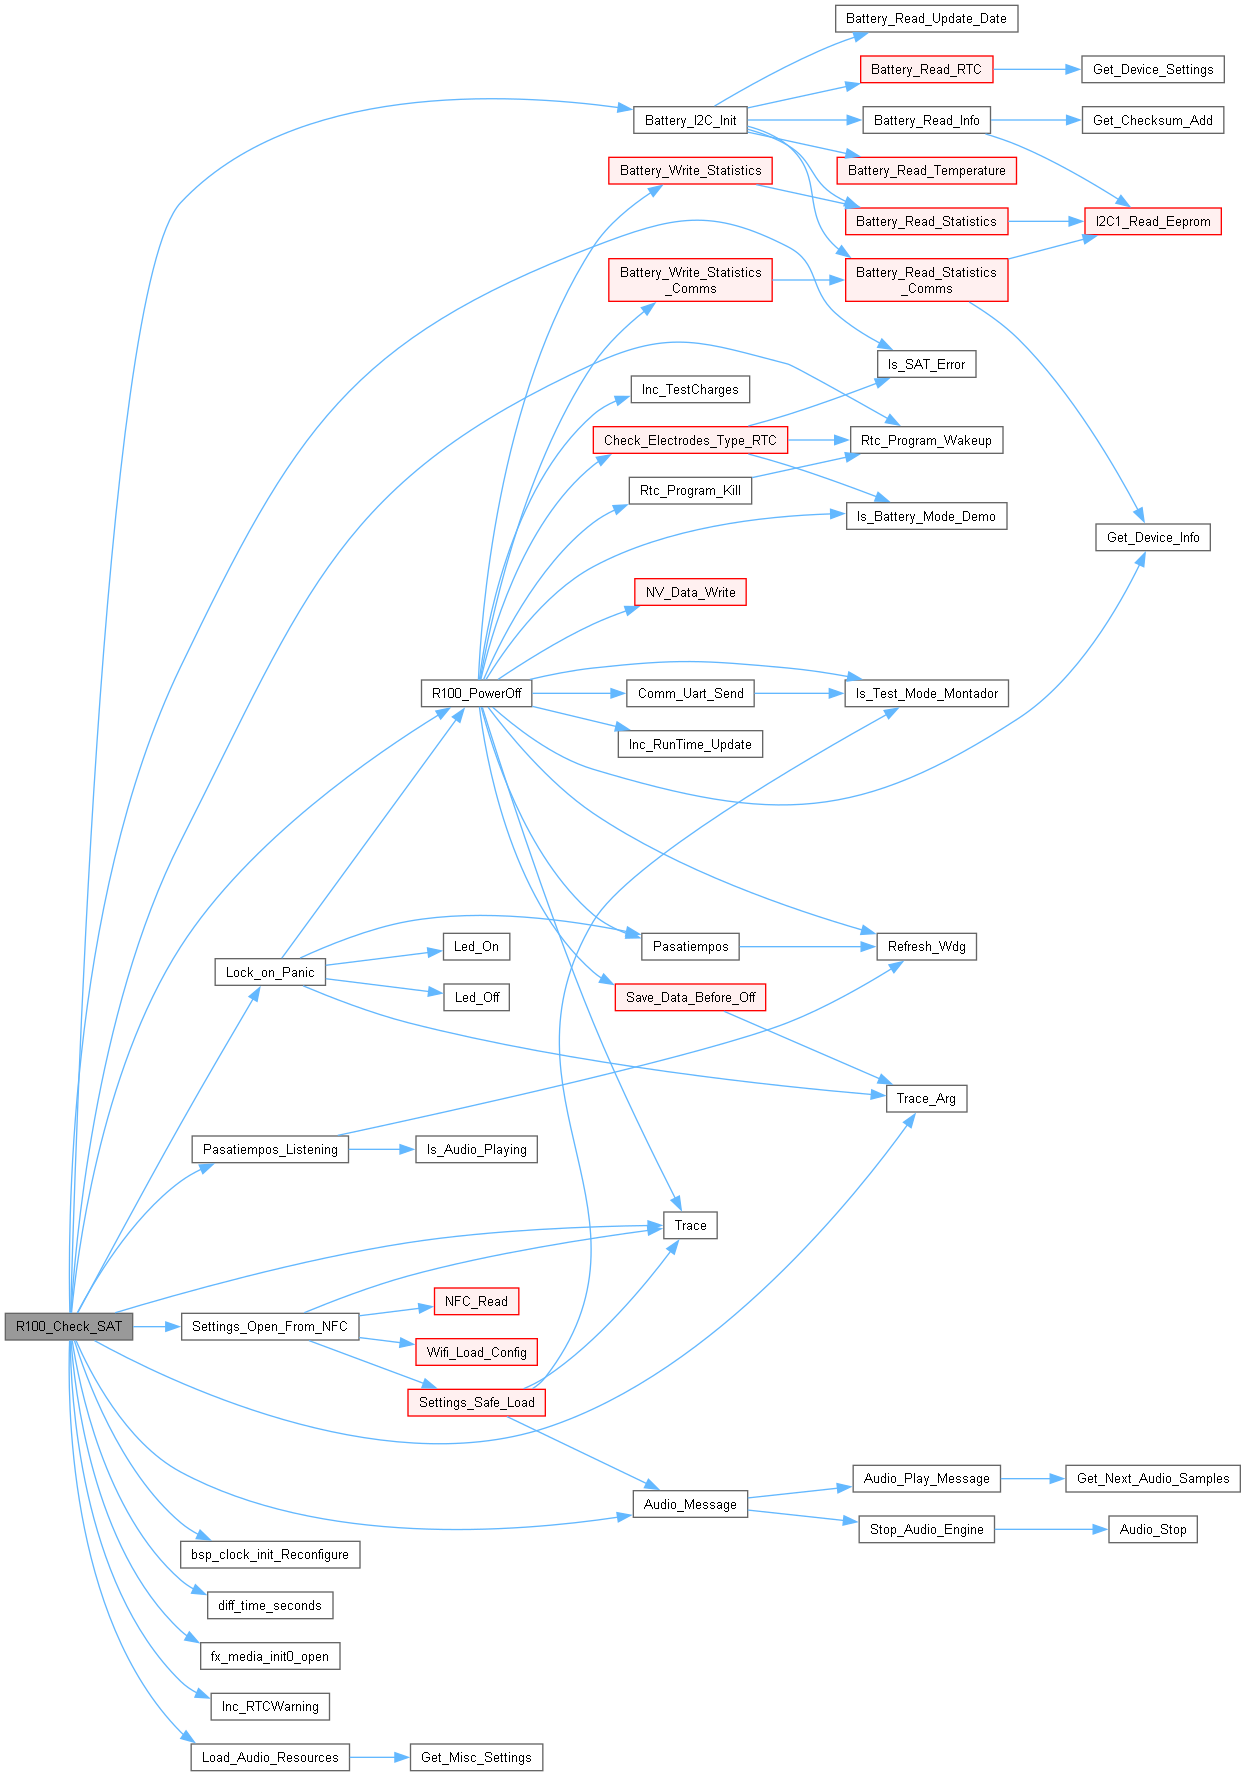 Battery_Read_Update_Date
Battery_Read_RTC
Get_Device_Settings
Battery_I2C_Init
Battery_Read_Info
Get_Checksum_Add
Battery_Write_Statistics
Battery_Read_Temperature
Battery_Read_Statistics
I2C1_Read_Eeprom
Battery_Write_Statistics
_Comms
Battery_Read_Statistics
_Comms
Is_SAT_Error
Inc_TestCharges
Check_Electrodes_Type_RTC
Rtc_Program_Wakeup
Rtc_Program_Kill
Is_Battery_Mode_Demo
Get_Device_Info
NV_Data_Write
R100_PowerOff
Comm_Uart_Send
Is_Test_Mode_Montador
Inc_RunTime_Update
Led_On
Pasatiempos
Refresh_Wdg
Lock_on_Panic
Led_Off
Save_Data_Before_Off
Trace_Arg
Pasatiempos_Listening
Is_Audio_Playing
Trace
NFC_Read
R100_Check_SAT
Settings_Open_From_NFC
Wifi_Load_Config
Settings_Safe_Load
Audio_Play_Message
Get_Next_Audio_Samples
Audio_Message
Stop_Audio_Engine
Audio_Stop
bsp_clock_init_Reconfigure
diff_time_seconds
fx_media_init0_open
Inc_RTCWarning
Load_Audio_Resources
Get_Misc_Settings